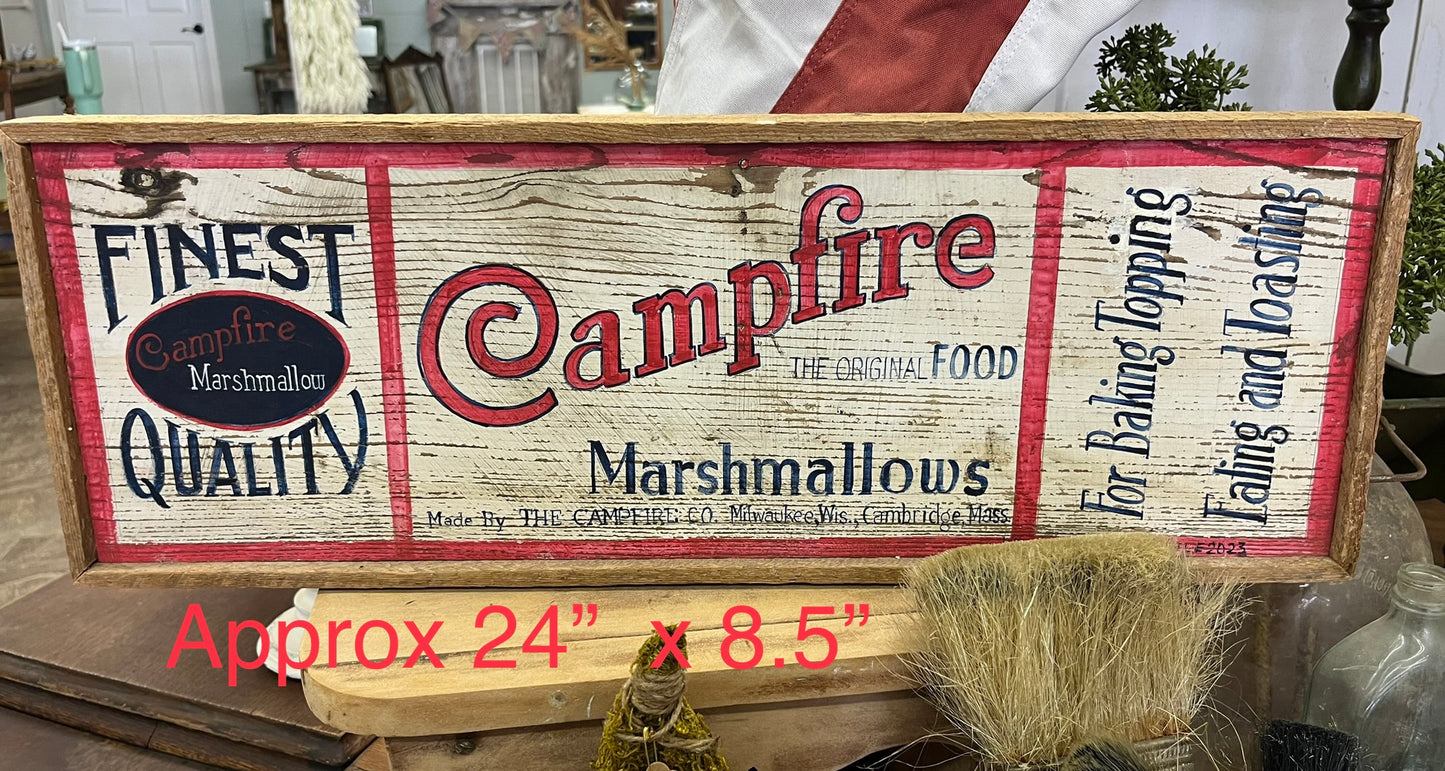 FINEST
Campfire
Marshmallow
QUALITY
Campfire
THE ORIGINAL FOOD
Marshmallows
Made By THE CAMPFIRE CO. Milwaukee, Wis., Cambridge, Mass.
For Baking Topping
Eating and Toasting
Approx 24” x 8.5”